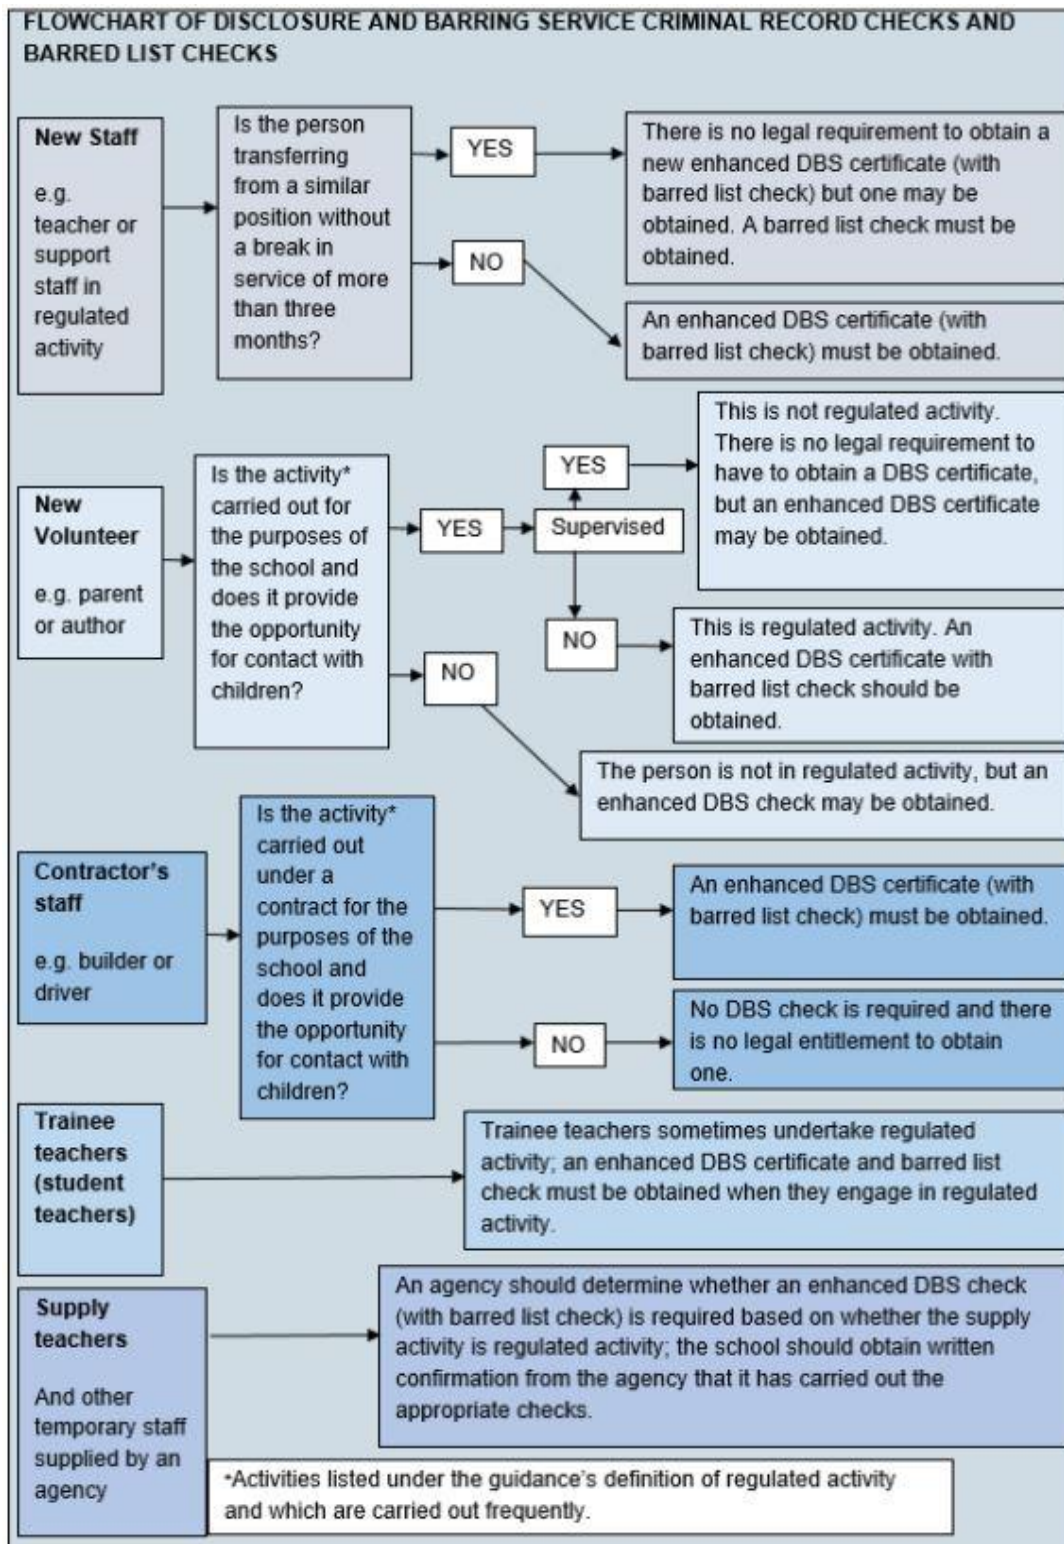 FLOWCHART OF DISCLOSURE AND BARRING SERVICE CRIMINAL RECORD CHECKS AND
BARRED LIST CHECKS
New Staff
e.g.
teacher or
support
staff in
regulated
activity
Is the person
transferring
from a similar
position without
a break in
service of more
than three
months?
YES
There is no legal requirement to obtain a
new enhanced DBS certificate (with
barred list check) but one may be
obtained. A barred list check must be
obtained.
NO
An enhanced DBS certificate (with
barred list check) must be obtained.
New
Volunteer
e.g. parent
or author
Is the activity*
carried out for
the purposes of
the school and
does it provide
the opportunity
for contact with
children?
YES
Supervised
YES
This is not regulated activity.
There is no legal requirement to
have to obtain a DBS certificate,
but an enhanced DBS certificate
may be obtained.
NO
This is regulated activity. An
enhanced DBS certificate with
barred list check should be
obtained.
NO
The person is not in regulated activity, but an
enhanced DBS check may be obtained.
Contractor's
staff
e.g. builder or
driver
Is the activity*
carried out
under a
contract for the
purposes of the
school and
does it provide
the opportunity
for contact with
children?
YES
An enhanced DBS certificate (with
barred list check) must be obtained.
NO
No DBS check is required and there
is no legal entitlement to obtain
one.
Trainee
teachers
(student
teachers)
Trainee teachers sometimes undertake regulated
activity; an enhanced DBS certificate and barred list
check must be obtained when they engage in regulated
activity.
Supply
teachers
And other
temporary staff
supplied by an
agency
An agency should determine whether an enhanced DBS check
(with barred list check) is required based on whether the supply
activity is regulated activity; the school should obtain written
confirmation from the agency that it has carried out the
appropriate checks.
*Activities listed under the guidance's definition of regulated activity
and which are carried out frequently.